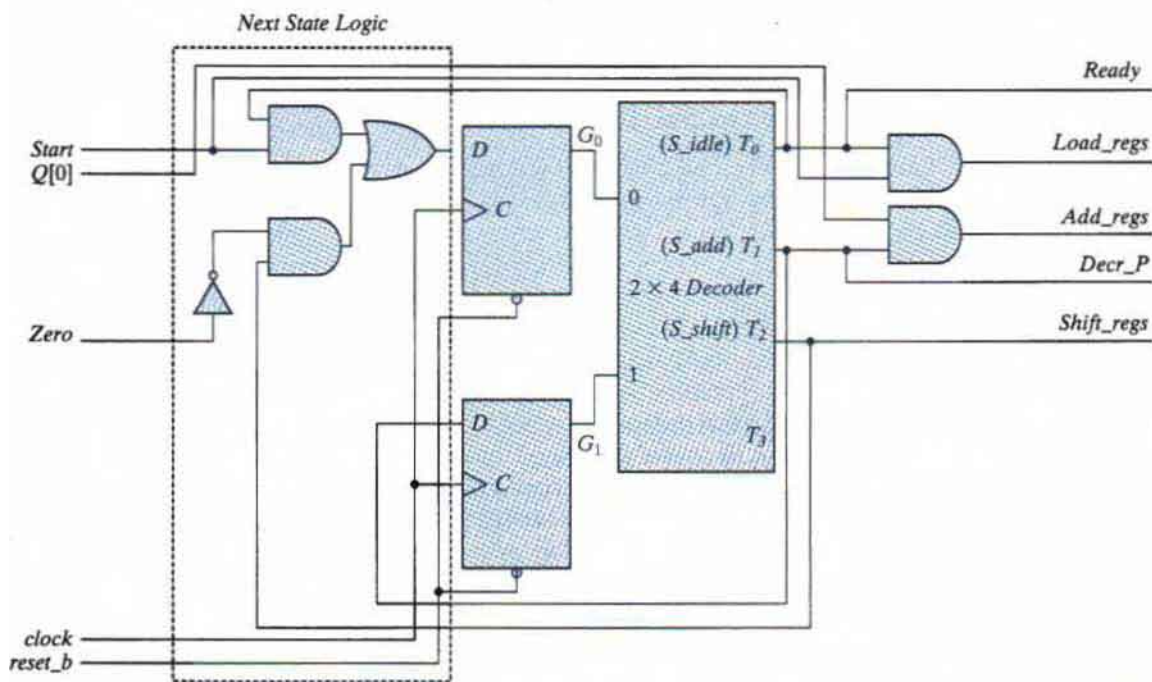 Next State Logic
Ready
Start
Q[0]
D
G₀
(S_idle) T₀
Load_regs
C
0
Add_regs
(S_add) T₁
Decr_P
2 × 4 Decoder
Zero
(S_shift) T₂
Shift_regs
1
D
G₁
T₃
C
clock
reset_b